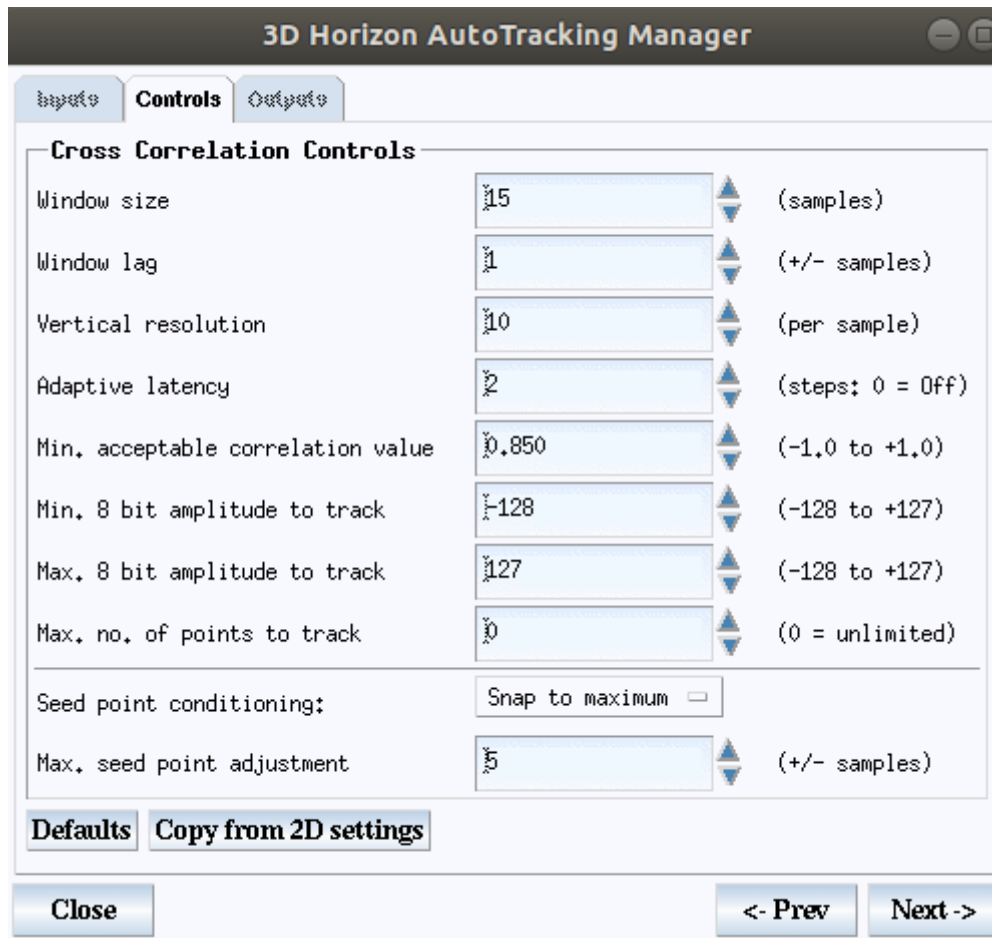 3D Horizon AutoTracking Manager
Inputs Controls Outputs
Cross Correlation Controls
Window size 15 (samples)
Window lag 1 (+/- samples)
Vertical resolution 10 (per sample)
Adaptive latency 2 (steps: 0 = Off)
Min. acceptable correlation value 0.850 (-1.0 to +1.0)
Min. 8 bit amplitude to track -128 (-128 to +127)
Max. 8 bit amplitude to track 127 (-128 to +127)
Max. no. of points to track 0 (0 = unlimited)
Seed point conditioning: Snap to maximum
Max. seed point adjustment 5 (+/- samples)
Defaults Copy from 2D settings
Close <- Prev Next ->